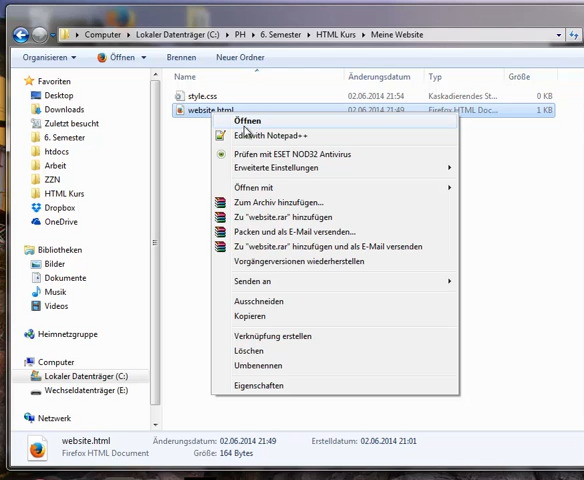 Computer ▸ Lokaler Datenträger (C:) ▸ PH ▸ 6. Semester ▸ HTML Kurs ▸ Meine Website
Organisieren Öffnen Brennen Neuer Ordner
Favoriten
Desktop
Downloads
Zuletzt besucht
6. Semester
htdocs
Arbeit
ZZN
HTML Kurs
Dropbox
OneDrive
Bibliotheken
Bilder
Dokumente
Musik
Videos
Heimnetzgruppe
Computer
Lokaler Datenträger (C:)
Wechseldatenträger (E:)
Netzwerk
Name Änderungsdatum Typ Größe
style.css 02.06.2014 21:54 Kaskadierendes St... 0 KB
website.html 02.06.2014 21:49 Firefox HTML Doc... 1 KB
Öffnen
Edit with Notepad++
Prüfen mit ESET NOD32 Antivirus
Erweiterte Einstellungen
Öffnen mit
Zum Archiv hinzufügen...
Zu "website.rar" hinzufügen
Packen und als E-Mail versenden...
Zu "website.rar" hinzufügen und als E-Mail versenden
Vorgängerversionen wiederherstellen
Senden an
Ausschneiden
Kopieren
Verknüpfung erstellen
Löschen
Umbenennen
Eigenschaften
website.html Änderungsdatum: 02.06.2014 21:49 Erstelldatum: 02.06.2014 21:01
Firefox HTML Document Größe: 164 Bytes